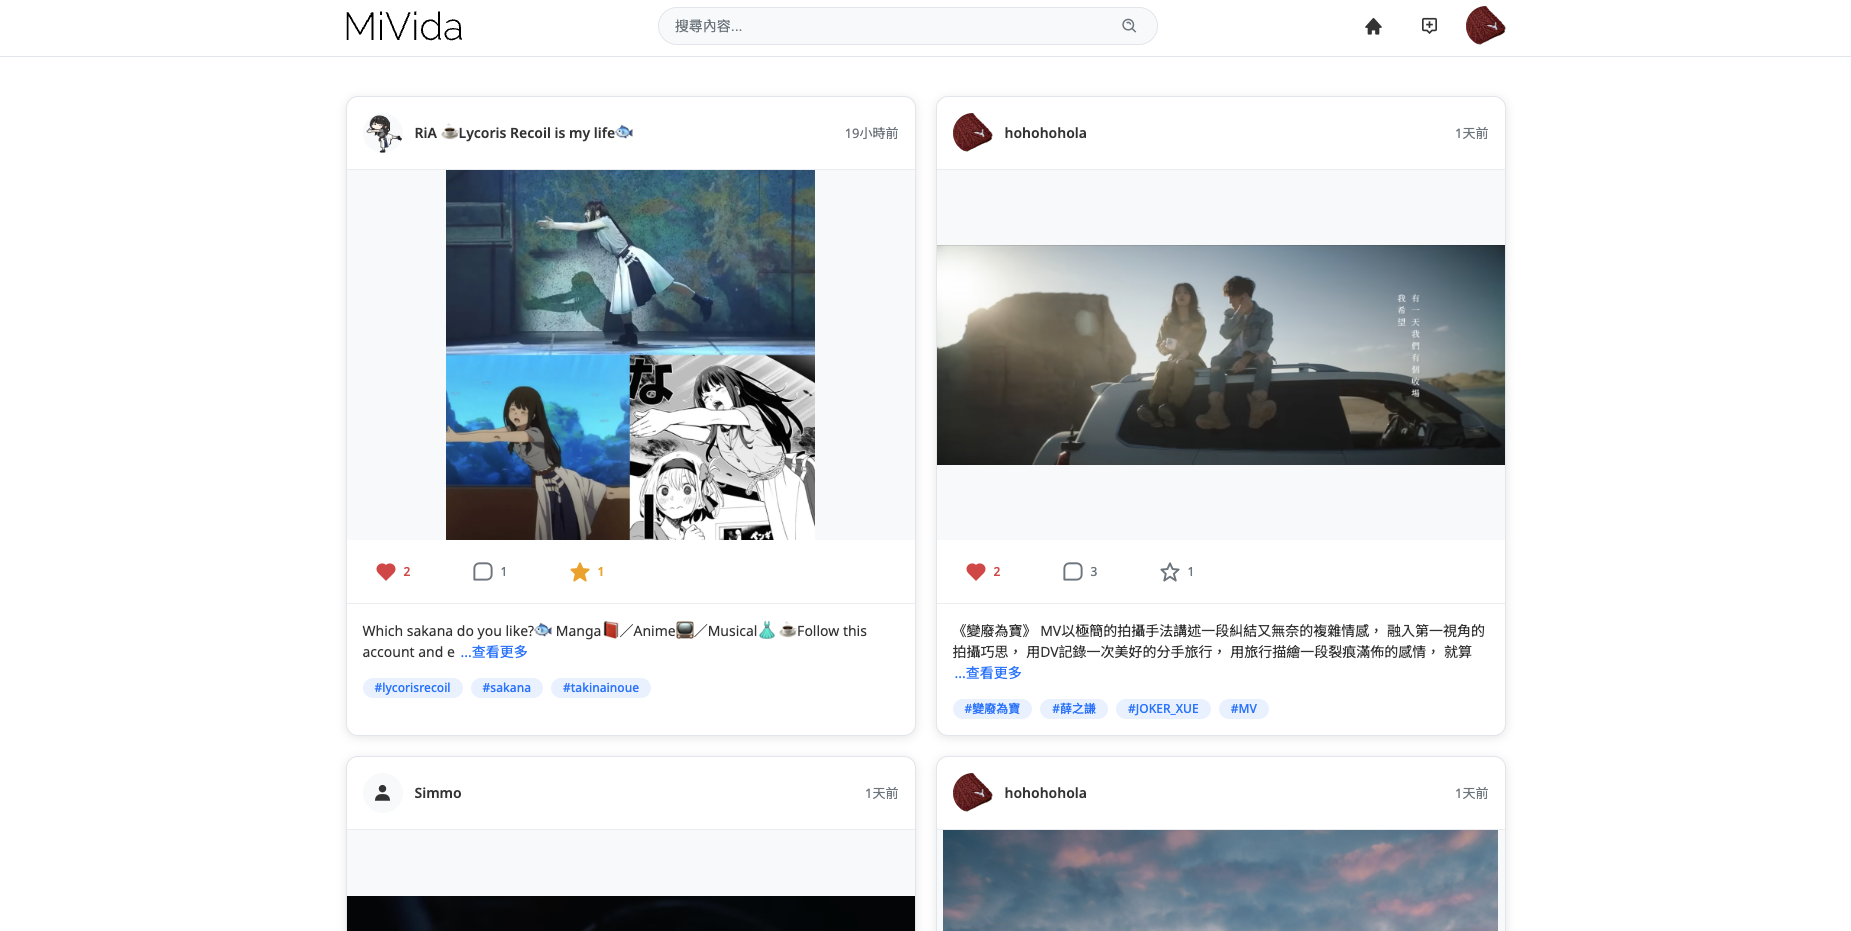 MiVida
搜尋內容...
RiA ☕Lycoris Recoil is my life🐟
19小時前
な
2
1
1
Which sakana do you like?🐟 Manga📕／Anime📺／Musical👗 ☕Follow this
account and e ...查看更多
#lycorisrecoil #sakana #takinainoue
hohohohola
1天前
有一天我們有個收場
我希望
2
3
1
《變廢為寶》 MV以極簡的拍攝手法講述一段糾結又無奈的複雜情感， 融入第一視角的
拍攝巧思， 用DV記錄一次美好的分手旅行， 用旅行描繪一段裂痕滿佈的感情， 就算
...查看更多
#變廢為寶 #薛之謙 #JOKER_XUE #MV
Simmo
1天前
hohohohola
1天前